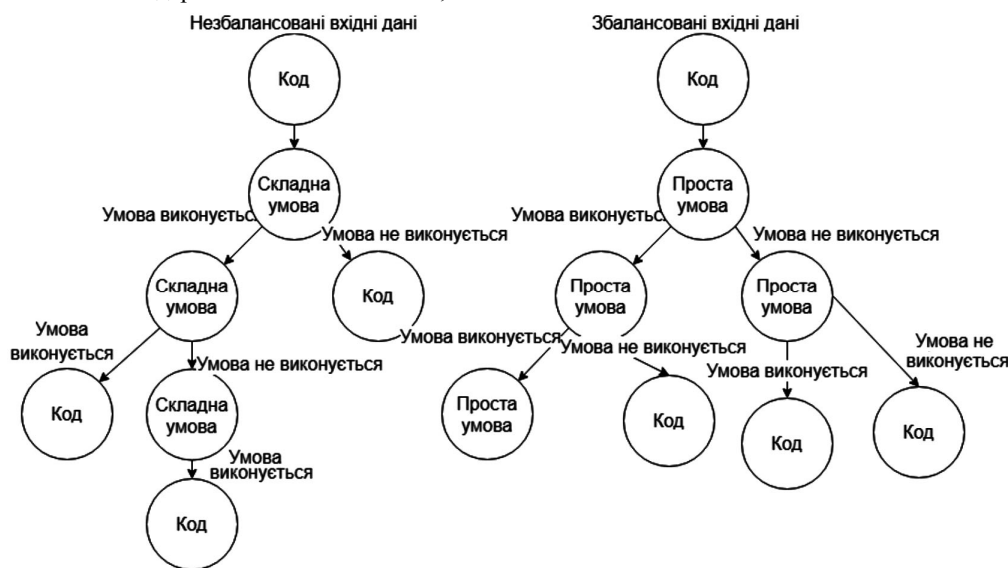 Незбалансовані вхідні дані
Код
Складна
умова
Умова виконується
Умова не виконується
Складна
умова
Код
Умова
виконується
Умова не виконується
Код
Складна
умова
Умова
виконується
Код
Збалансовані вхідні дані
Код
Проста
умова
Умова виконується
Умова не виконується
Проста
умова
Проста
умова
Умова виконується
Умова не виконується
Умова виконується
Умова не
виконується
Проста
умова
Код
Код
Код